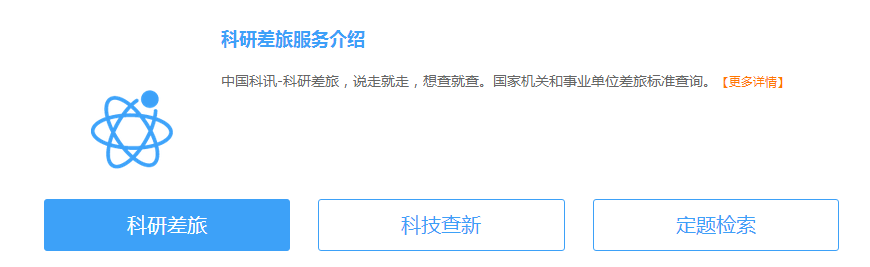 科研差旅服务介绍
中国科讯-科研差旅，说走就走，想查就查。国家机关和事业单位差旅标准查询。【更多详情】
科研差旅
科技查新
定题检索